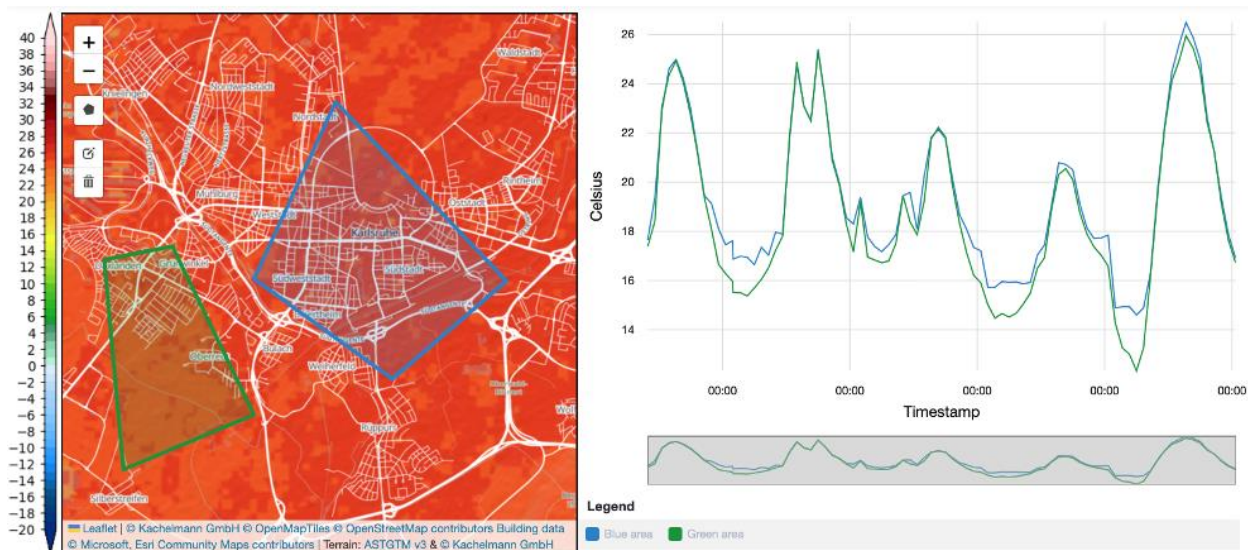 40
38
36
34
32
30
28
26
24
22
20
18
16
14
12
10
8
6
4
2
0
−2
−4
−6
−8
−10
−12
−14
−16
−18
−20
+
−
Waldstadt
Knielingen
Nordweststadt
Nordstadt
Mühlburg
Rintheim
Weststadt
Oststadt
Karlsruhe
Grünwinkel
Südweststadt
Südstadt
Beiertheim
Bulach
Oberreut
Weiherfeld
Rüppurr
Silberstreifen
Leaflet | © Kachelmann GmbH © OpenMapTiles © OpenStreetMap contributors Building data
© Microsoft, Esri Community Maps contributors | Terrain: ASTGTM v3 & © Kachelmann GmbH
26
24
22
20
18
16
14
Celsius
00:00 00:00 00:00 00:00 00:00
Timestamp
Legend
Blue area Green area